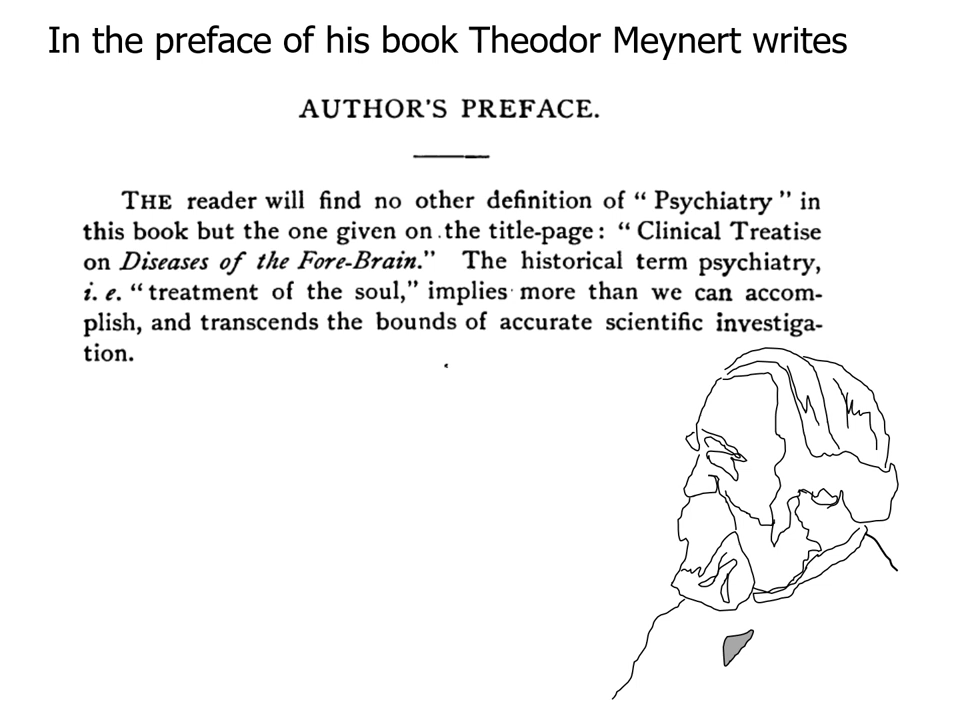 In the preface of his book Theodor Meynert writes
AUTHOR'S PREFACE.
THE reader will find no other definition of “ Psychiatry ” in
this book but the one given on the title-page : “ Clinical Treatise
on Diseases of the Fore-Brain.” The historical term psychiatry,
i. e. “ treatment of the soul,” implies more than we can accom-
plish, and transcends the bounds of accurate scientific investiga-
tion.